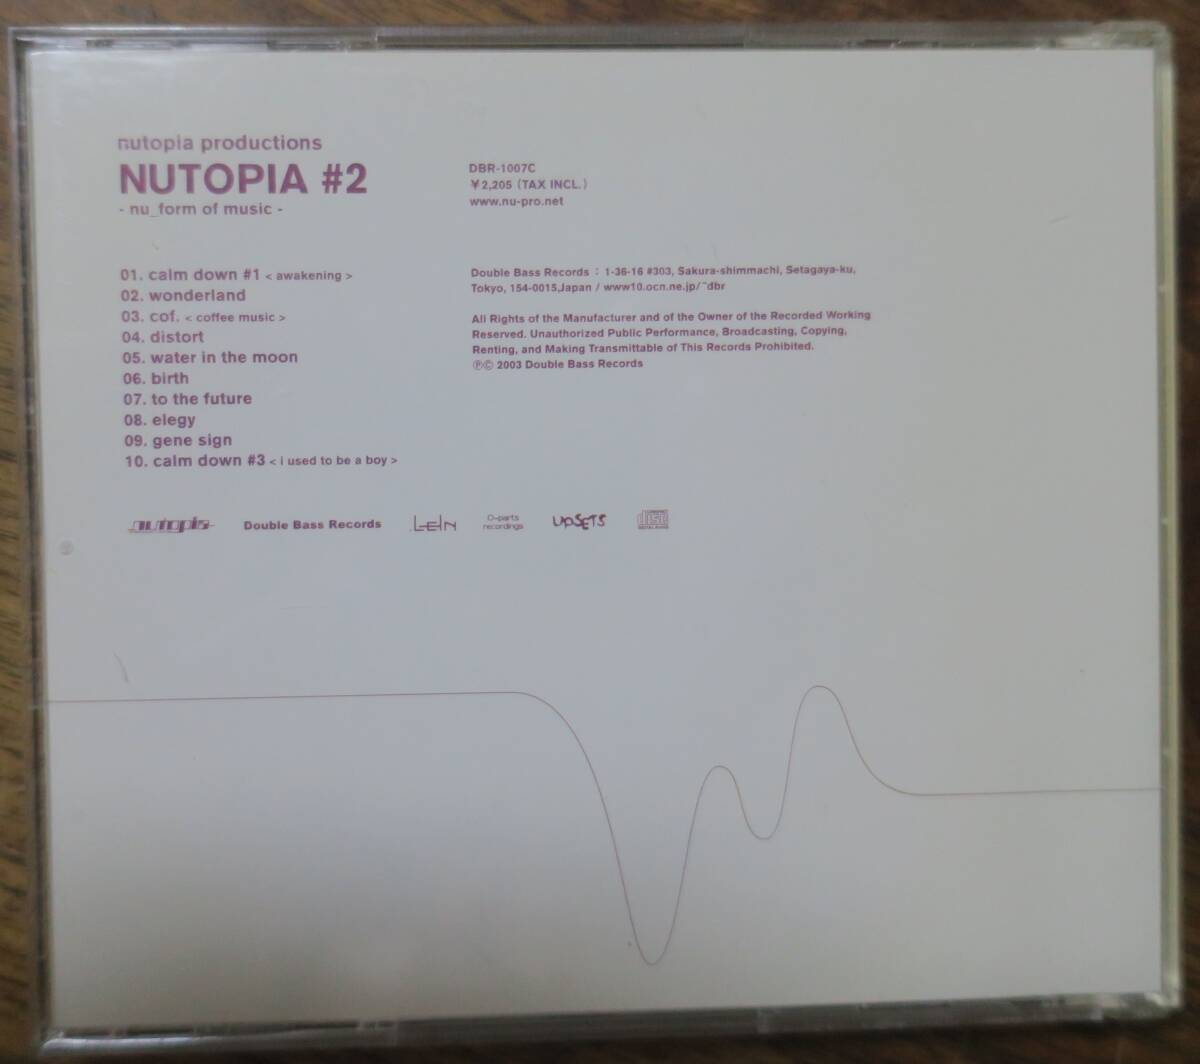 nutopia productions
NUTOPIA #2
- nu_form of music -
DBR-1007C
¥2,205 (TAX INCL.)
www.nu-pro.net
01. calm down #1 < awakening >
02. wonderland
03. cof. < coffee music >
04. distort
05. water in the moon
06. birth
07. to the future
08. elegy
09. gene sign
10. calm down #3 < i used to be a boy >
Double Bass Records : 1-36-16 #303, Sakura-shimmachi, Setagaya-ku,
Tokyo, 154-0015,Japan / www10.ocn.ne.jp/~dbr
All Rights of the Manufacturer and of the Owner of the Recorded Working
Reserved. Unauthorized Public Performance, Broadcasting, Copying,
Renting, and Making Transmittable of This Records Prohibited.
℗© 2003 Double Bass Records
nutopia
Double Bass Records
O-parts
recordings
UpSETS
disc